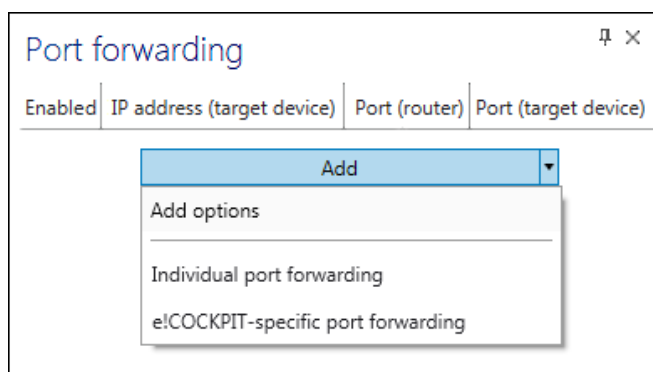 Port forwarding
Enabled IP address (target device) Port (router) Port (target device)
Add
Add options
Individual port forwarding
e!COCKPIT-specific port forwarding